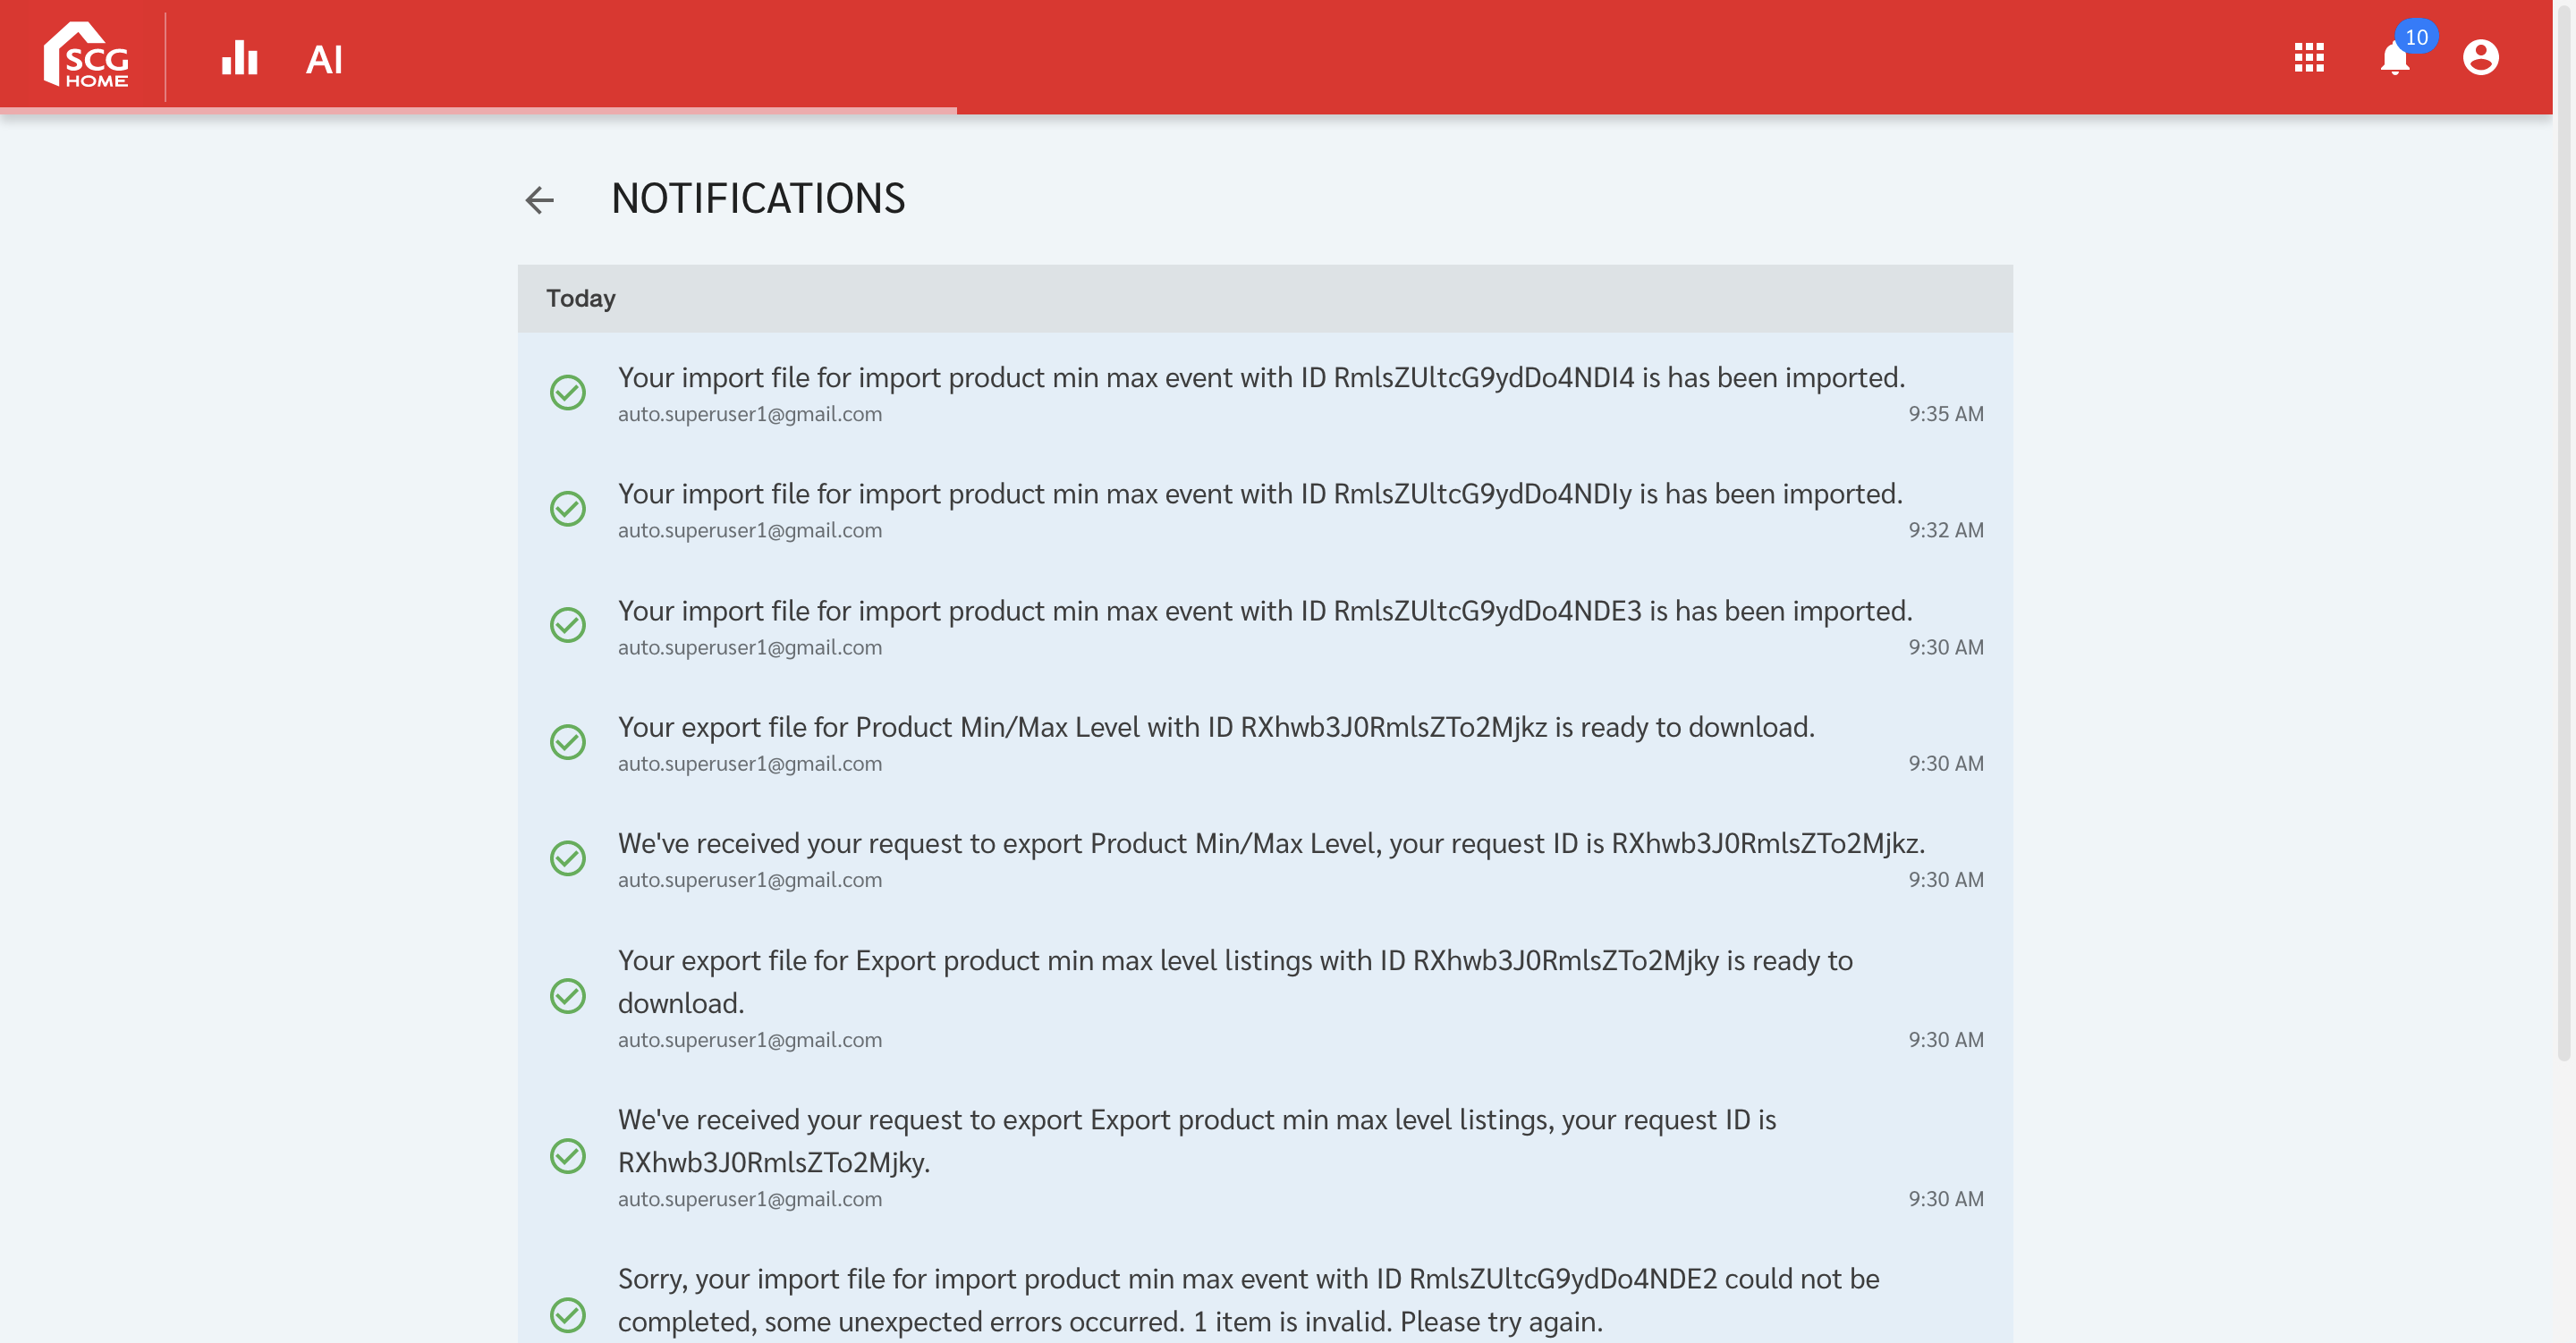 SCG
HOME
AI
10
NOTIFICATIONS
Today
Your import file for import product min max event with ID RmlsZUltcG9ydDo4NDI4 is has been imported.
auto.superuser1@gmail.com 9:35 AM
Your import file for import product min max event with ID RmlsZUltcG9ydDo4NDIy is has been imported.
auto.superuser1@gmail.com 9:32 AM
Your import file for import product min max event with ID RmlsZUltcG9ydDo4NDE3 is has been imported.
auto.superuser1@gmail.com 9:30 AM
Your export file for Product Min/Max Level with ID RXhwb3J0RmlsZTo2Mjkz is ready to download.
auto.superuser1@gmail.com 9:30 AM
We've received your request to export Product Min/Max Level, your request ID is RXhwb3J0RmlsZTo2Mjkz.
auto.superuser1@gmail.com 9:30 AM
Your export file for Export product min max level listings with ID RXhwb3J0RmlsZTo2Mjky is ready to
download.
auto.superuser1@gmail.com 9:30 AM
We've received your request to export Export product min max level listings, your request ID is
RXhwb3J0RmlsZTo2Mjky.
auto.superuser1@gmail.com 9:30 AM
Sorry, your import file for import product min max event with ID RmlsZUltcG9ydDo4NDE2 could not be
completed, some unexpected errors occurred. 1 item is invalid. Please try again.